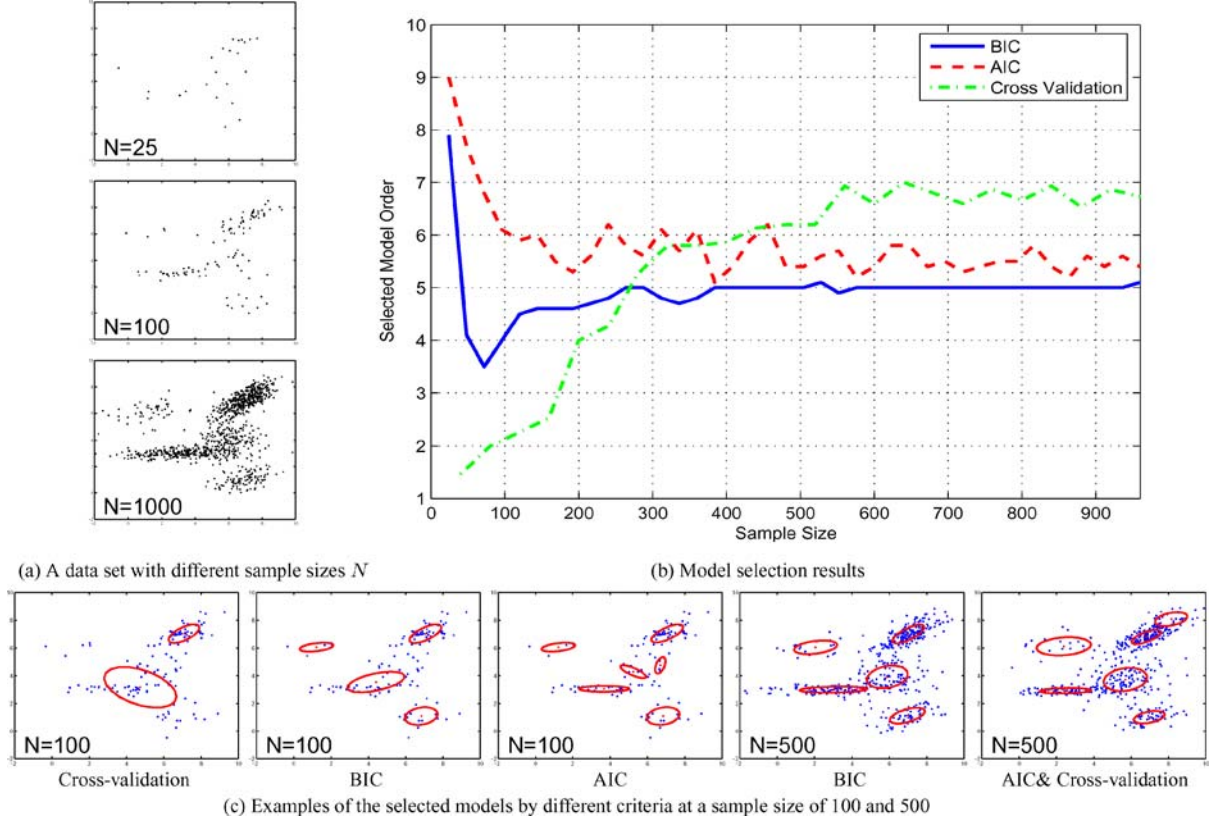 N=25
N=100
N=1000
(a) A data set with different sample sizes N
10
9
8
7
6
5
4
3
2
1
Selected Model Order
0 100 200 300 400 500 600 700 800 900
Sample Size
BIC
AIC
Cross Validation
(b) Model selection results
N=100
Cross-validation
N=100
BIC
N=100
AIC
N=500
BIC
N=500
AIC& Cross-validation
(c) Examples of the selected models by different criteria at a sample size of 100 and 500